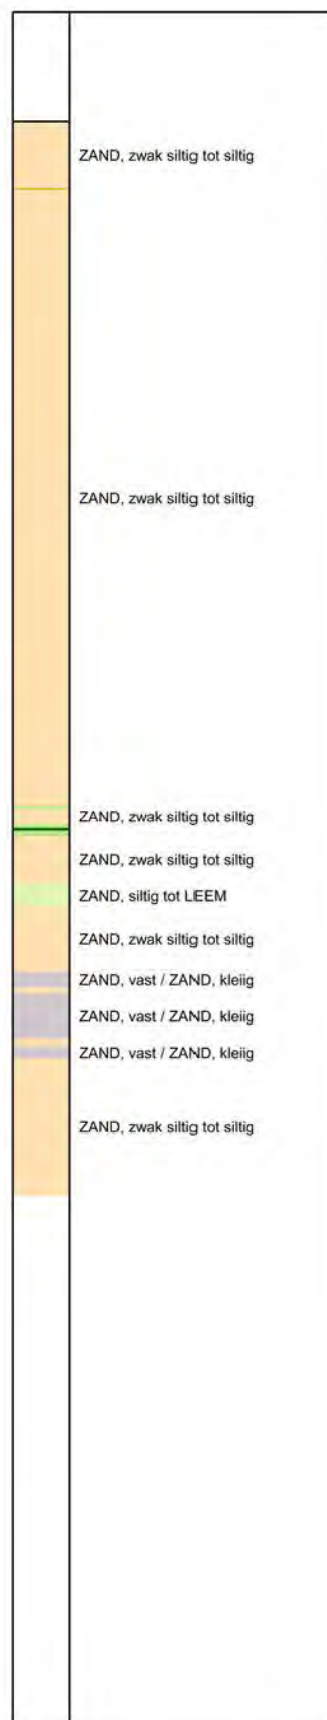 ZAND, zwak siltig tot siltig
ZAND, zwak siltig tot siltig
ZAND, zwak siltig tot siltig
ZAND, zwak siltig tot siltig
ZAND, siltig tot LEEM
ZAND, zwak siltig tot siltig
ZAND, vast / ZAND, kleiig
ZAND, vast / ZAND, kleiig
ZAND, vast / ZAND, kleiig
ZAND, zwak siltig tot siltig